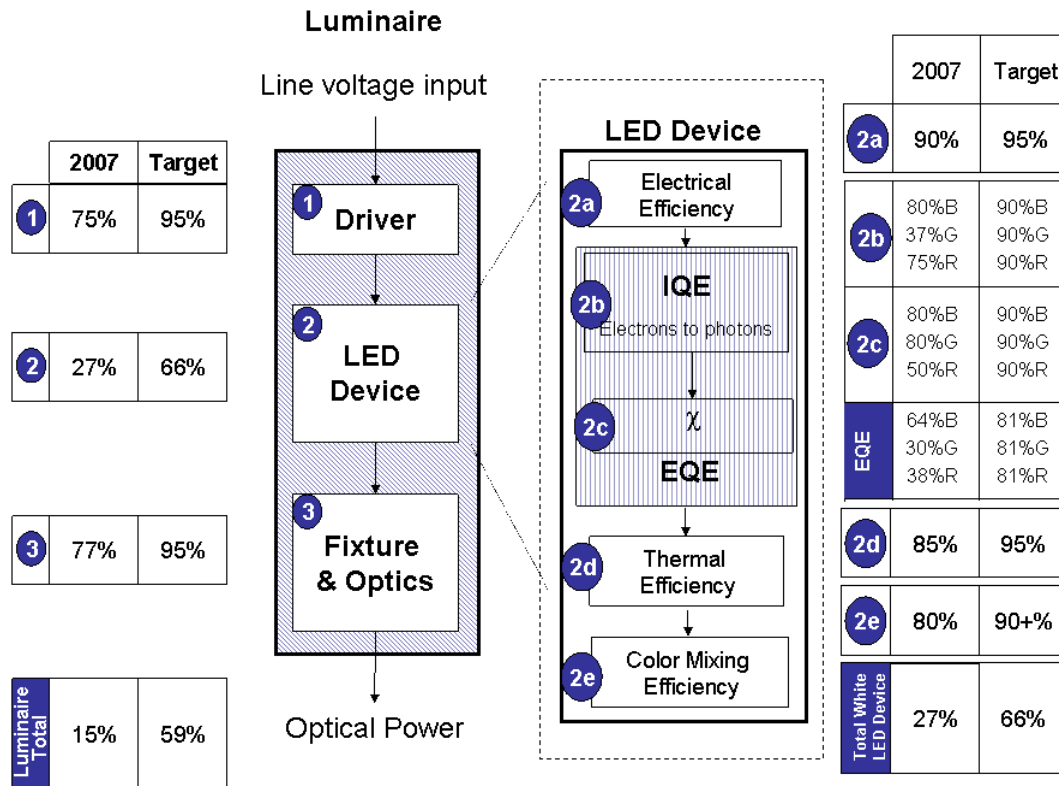 Luminaire
Line voltage input
2007 Target
1 75% 95%
2 27% 66%
3 77% 95%
Luminaire Total 15% 59%
1 Driver
2 LED Device
3 Fixture & Optics
Optical Power
LED Device
2a Electrical Efficiency
2b IQE
Electrons to photons
2c χ
EQE
2d Thermal Efficiency
2e Color Mixing Efficiency
2007 Target
2a 90% 95%
2b 80%B 90%B
37%G 90%G
75%R 90%R
2c 80%B 90%B
80%G 90%G
50%R 90%R
EQE 64%B 81%B
30%G 81%G
38%R 81%R
2d 85% 95%
2e 80% 90+%
Total White LED Device 27% 66%